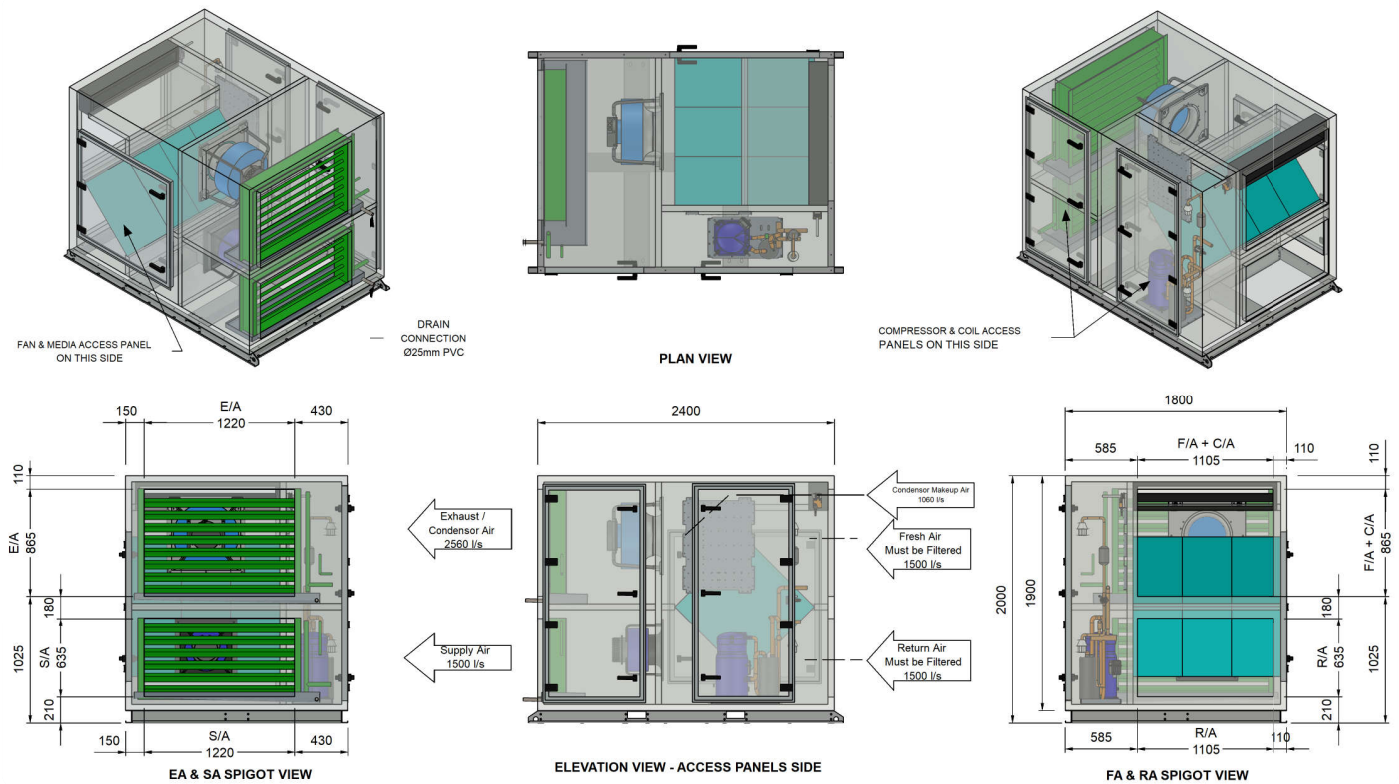 FAN & MEDIA ACCESS PANEL
ON THIS SIDE
DRAIN
CONNECTION
Ø25mm PVC
PLAN VIEW
COMPRESSOR & COIL ACCESS
PANELS ON THIS SIDE
150
E/A
1220
430
110
E/A
865
180
S/A
635
1025
210
150
S/A
1220
430
EA & SA SPIGOT VIEW
Exhaust /
Condensor Air
2560 l/s
Supply Air
1500 l/s
2400
ELEVATION VIEW - ACCESS PANELS SIDE
Condensor Makeup Air
1060 l/s
Fresh Air
Must be Filtered
1500 l/s
Return Air
Must be Filtered
1500 l/s
1800
585
F/A + C/A
1105
110
110
2000
1900
F/A + C/A
865
180
R/A
635
1025
210
585
R/A
1105
110
FA & RA SPIGOT VIEW